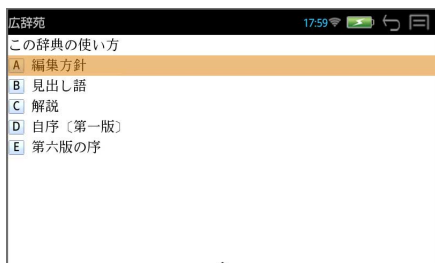 広辞苑 17:59
この辞典の使い方
A 編集方針
B 見出し語
C 解説
D 自序〔第一版〕
E 第六版の序